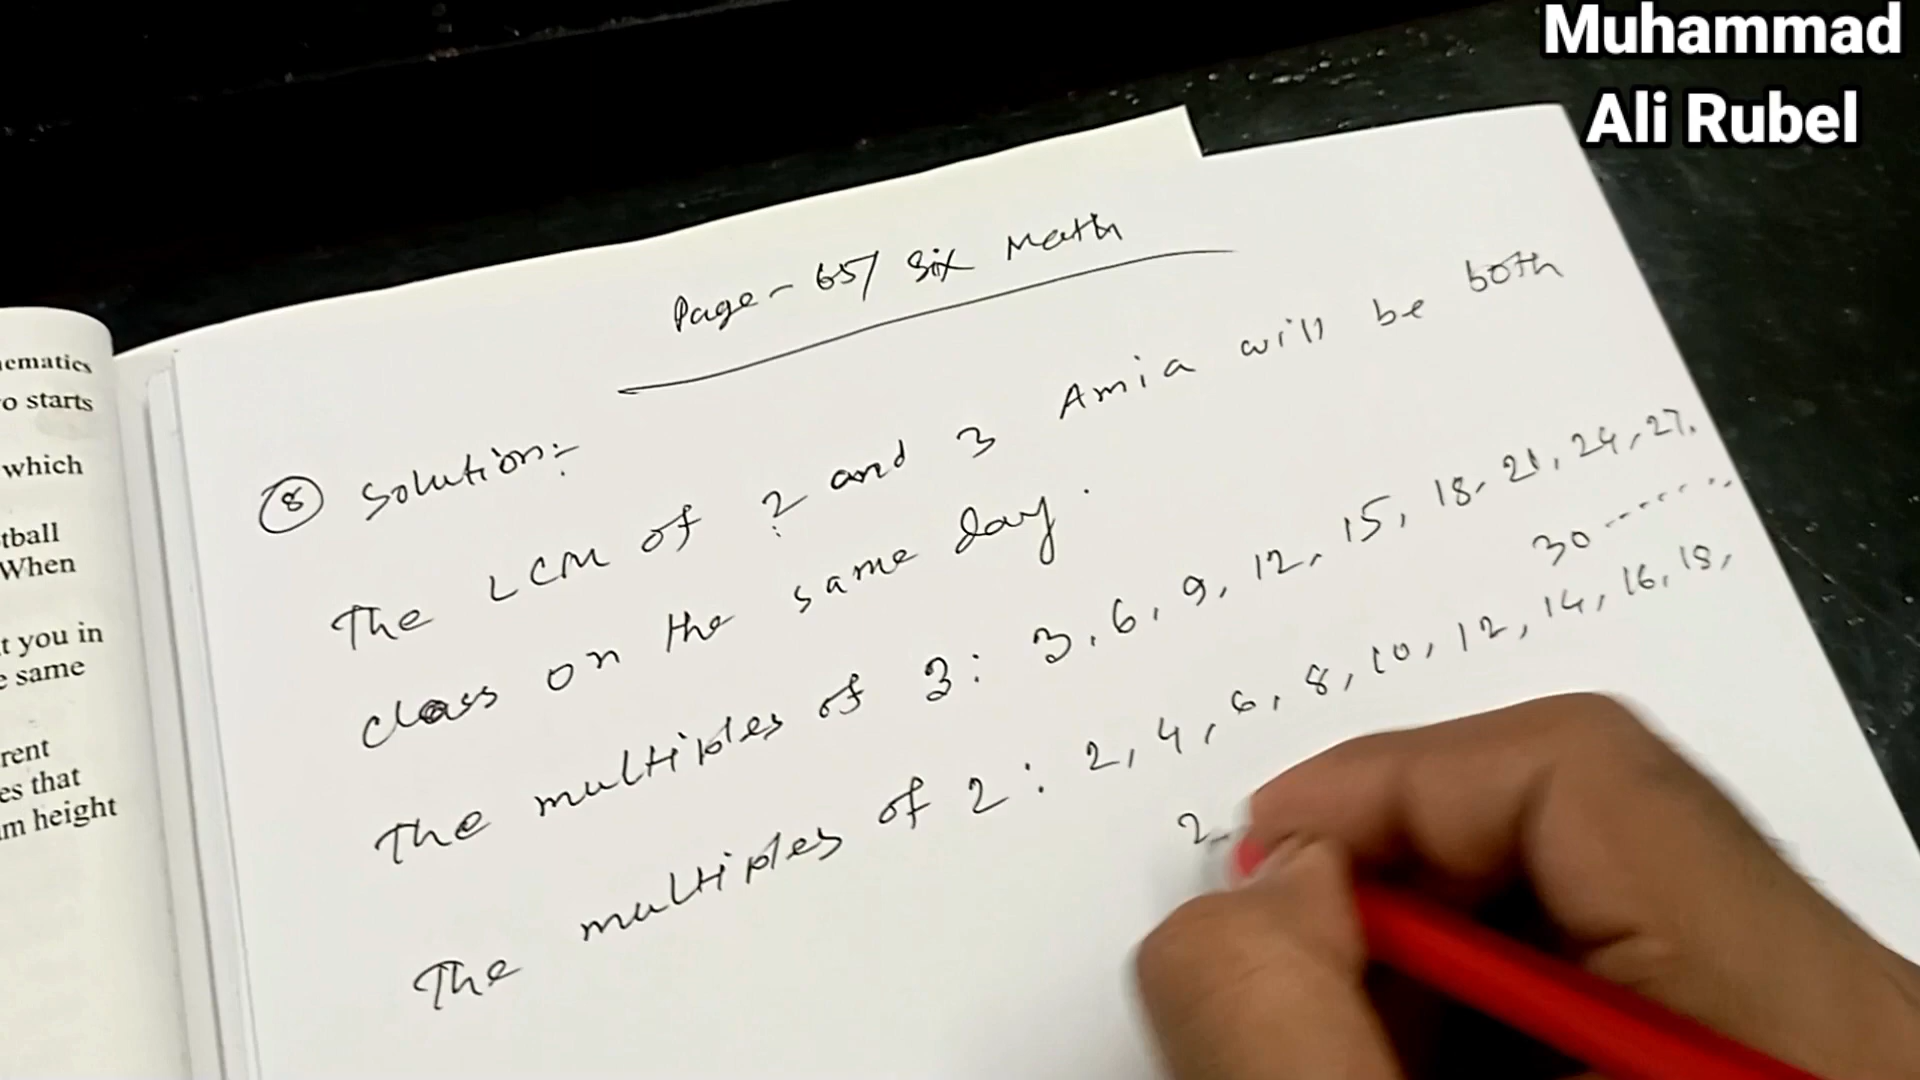 Muhammad
Ali Rubel
ematics
o starts
which
tball
When
t you in
e same
rent
es that
m height
Page - 65/ Six Math
8 Solution:-
The LCM of 2 and 3 Amia will be both
class on the same day.
The multiples of 3: 3, 6, 9, 12, 15, 18, 21, 24, 27,
30 -------
The multiples of 2: 2, 4, 6, 8, 10, 12, 14, 16, 18,
2